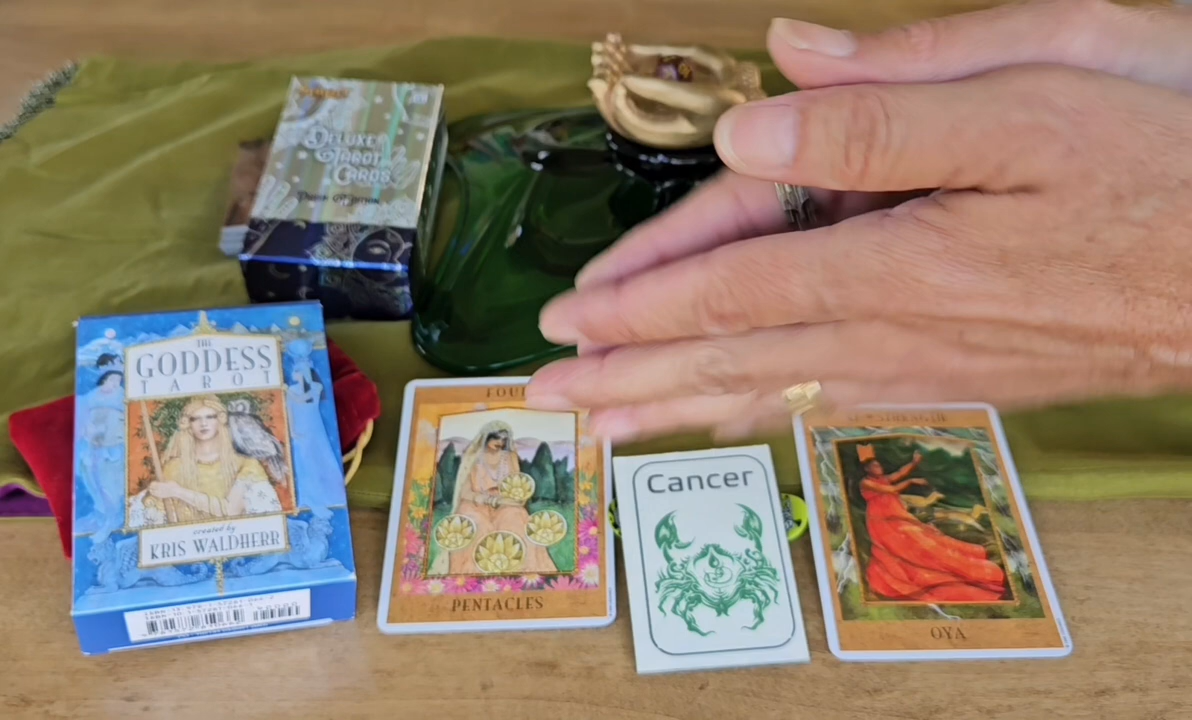 DELUXE
TAROT
CARDS
THE
GODDESS
TAROT
created by
KRIS WALDHERR
FOUR
PENTACLES
Cancer
OYA